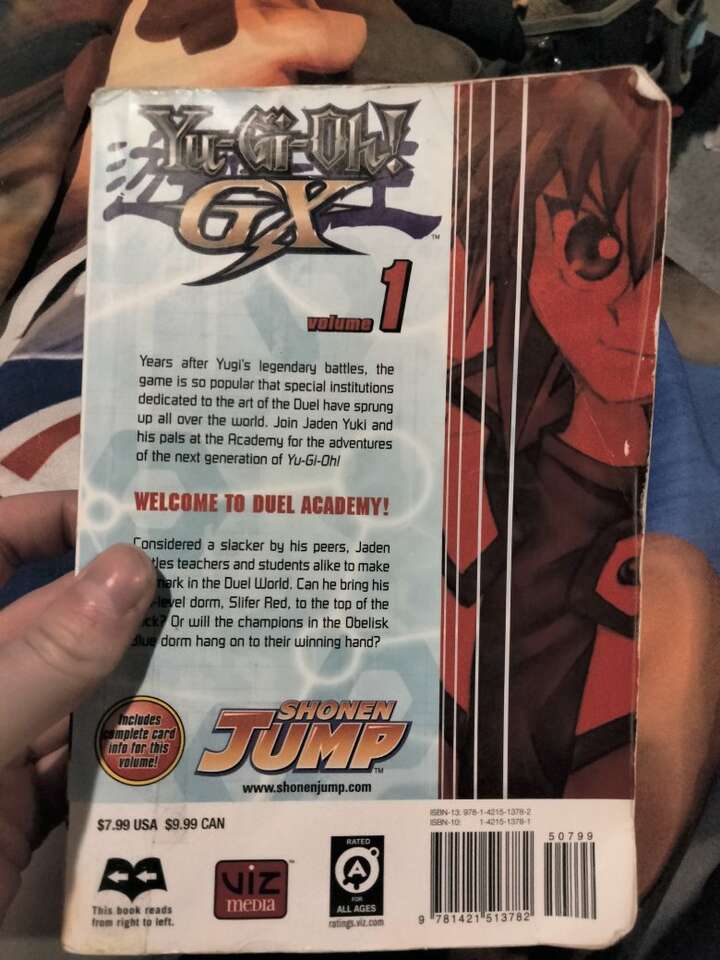 Yu-Gi-Oh!
GX
TM
volume 1
Years after Yugi's legendary battles, the
game is so popular that special institutions
dedicated to the art of the Duel have sprung
up all over the world. Join Jaden Yuki and
his pals at the Academy for the adventures
of the next generation of Yu-Gi-Oh!
WELCOME TO DUEL ACADEMY!
Considered a slacker by his peers, Jaden
tles teachers and students alike to make
mark in the Duel World. Can he bring his
-level dorm, Slifer Red, to the top of the
ck? Or will the champions in the Obelisk
Blue dorm hang on to their winning hand?
Includes
complete card
info for this
volume!
SHONEN
JUMP
TM
www.shonenjump.com
$7.99 USA $9.99 CAN
ISBN-13: 978-1-4215-1378-2
ISBN-10: 1-4215-1378-1
50799
9 781421 513782
This book reads
from right to left.
VIZ
MEDIA
RATED
A
FOR
ALL AGES
ratings.viz.com